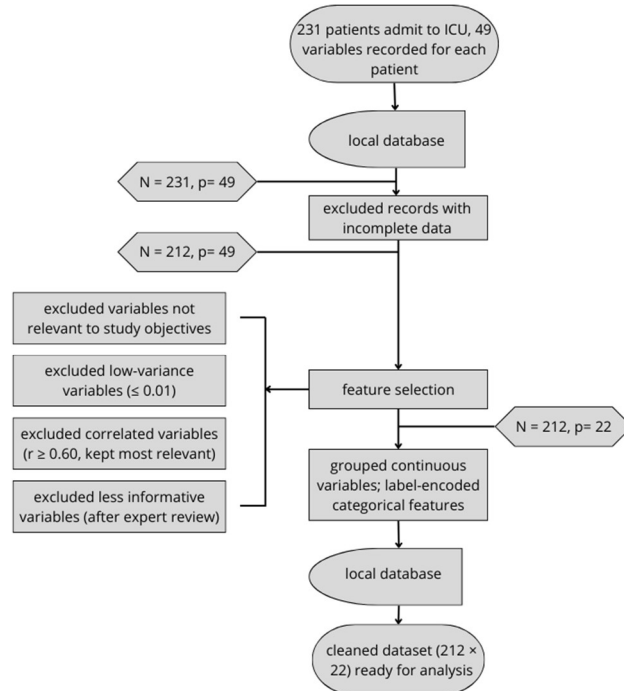 231 patients admit to ICU, 49
variables recorded for each
patient
local database
N = 231, p= 49
excluded records with
incomplete data
N = 212, p= 49
excluded variables not
relevant to study objectives
excluded low-variance
variables (≤ 0.01)
feature selection
excluded correlated variables
(r ≥ 0.60, kept most relevant)
N = 212, p= 22
excluded less informative
variables (after expert review)
grouped continuous
variables; label-encoded
categorical features
local database
cleaned dataset (212 ×
22) ready for analysis